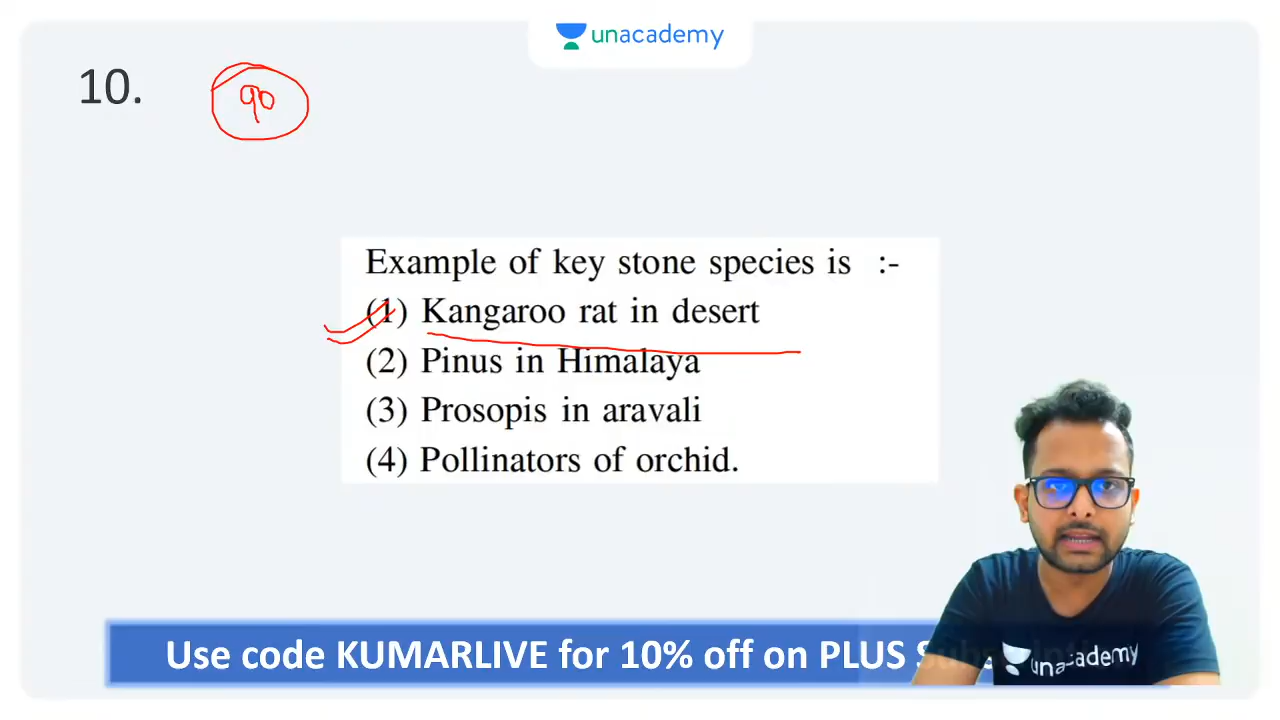 unacademy
10.
90
Example of key stone species is :-
(1) Kangaroo rat in desert
(2) Pinus in Himalaya
(3) Prosopis in aravali
(4) Pollinators of orchid.
Use code KUMARLIVE for 10% off on PLUS
unacademy